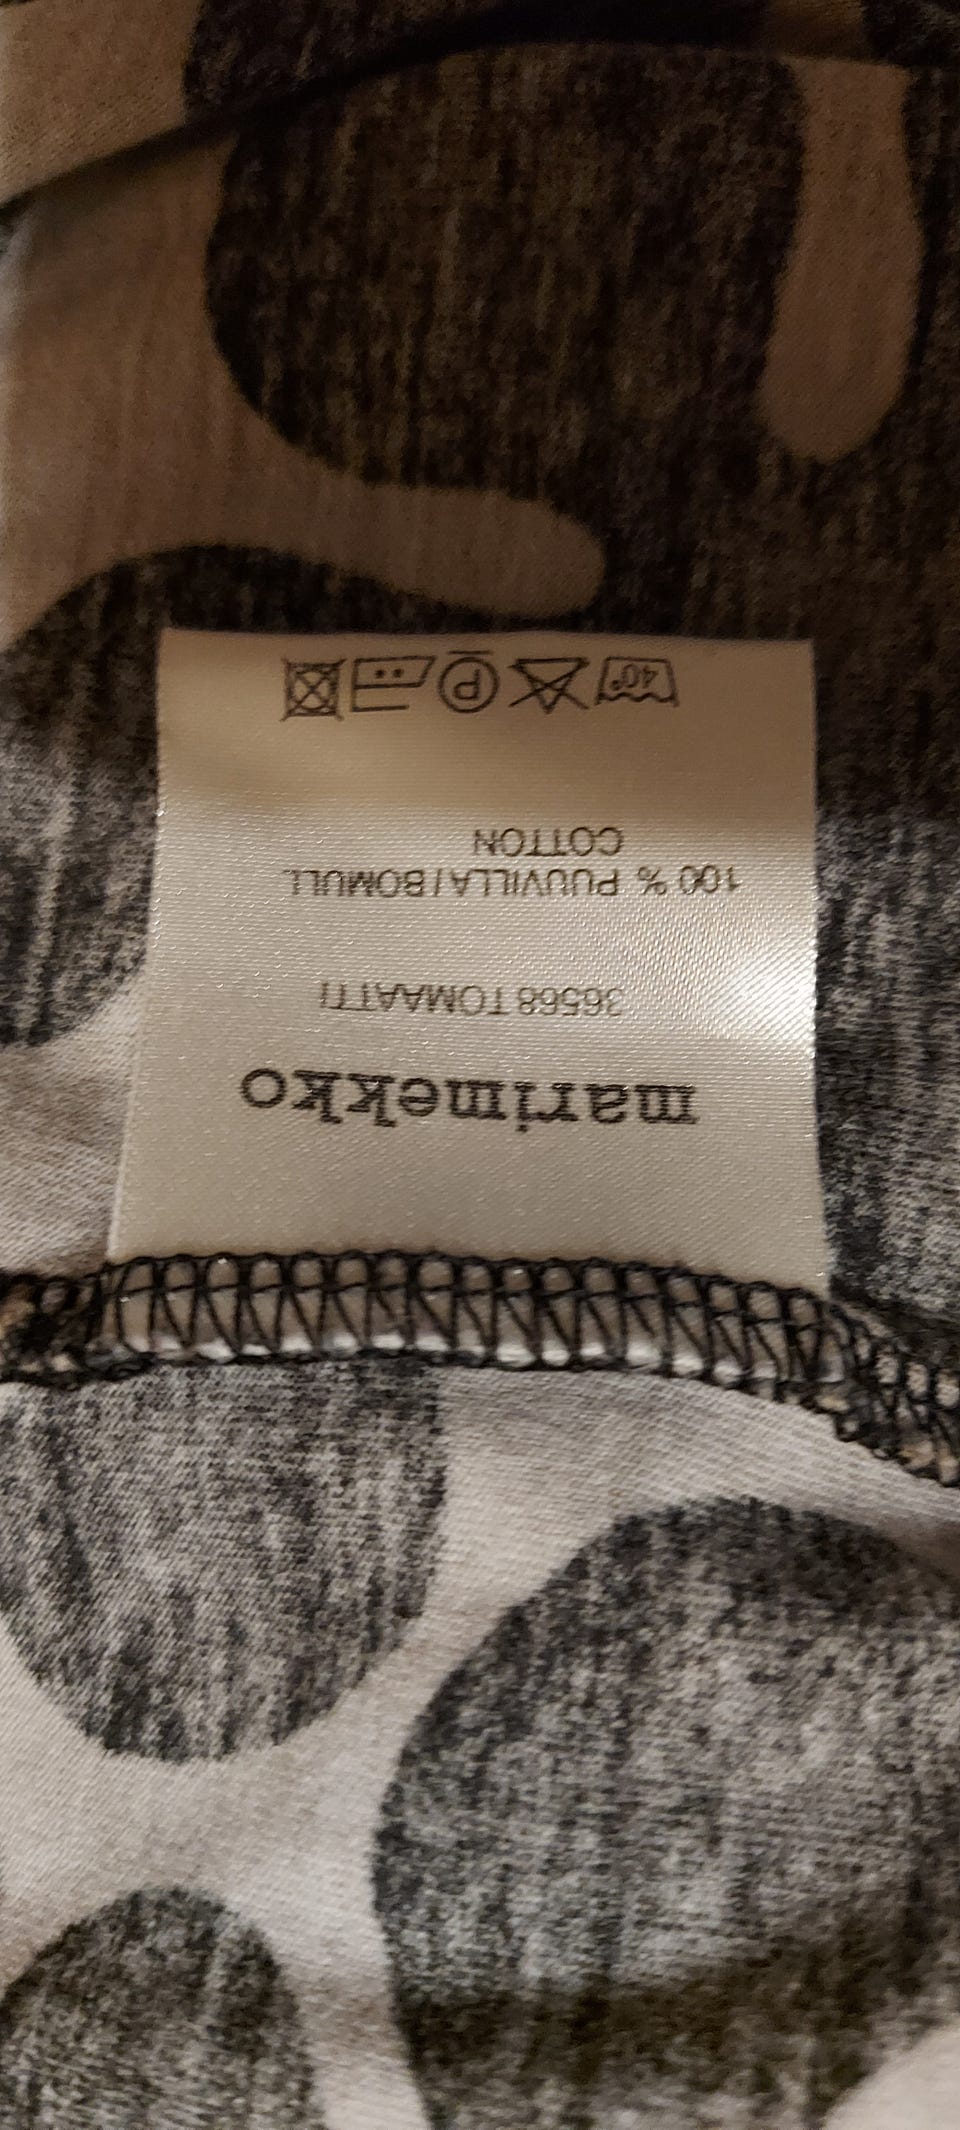 marimekko
36568 TOMAATTI
100 % PUUVILLA/BOMULL
COTTON
40° P